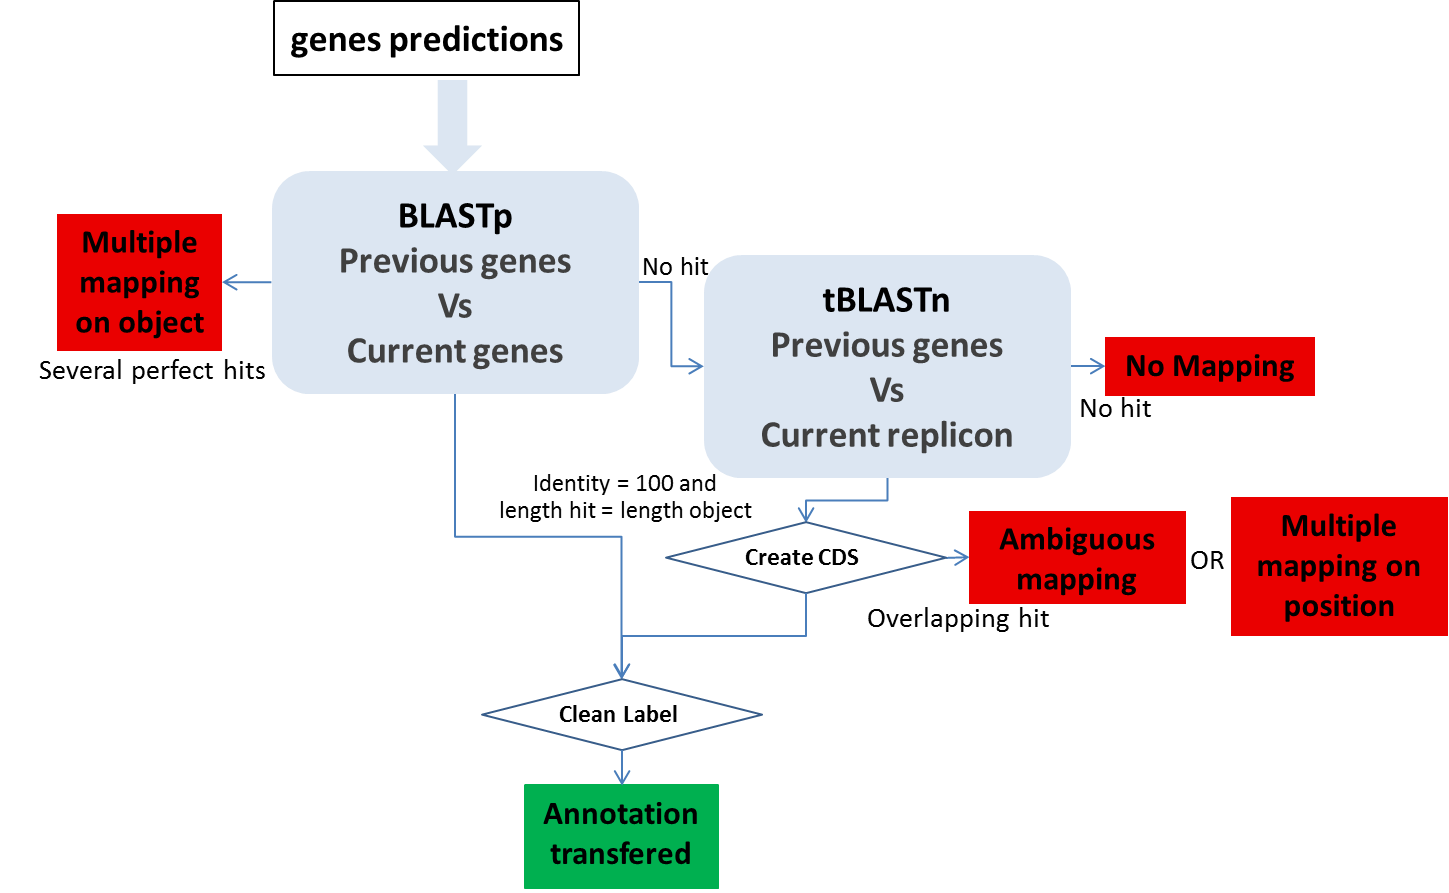 genes predictions
BLASTp
Previous genes
Vs
Current genes
Multiple
mapping
on object
Several perfect hits
No hit
tBLASTn
Previous genes
Vs
Current replicon
No Mapping
No hit
Identity = 100 and
length hit = length object
Create CDS
Ambiguous
mapping
OR
Multiple
mapping on
position
Overlapping hit
Clean Label
Annotation
transfered